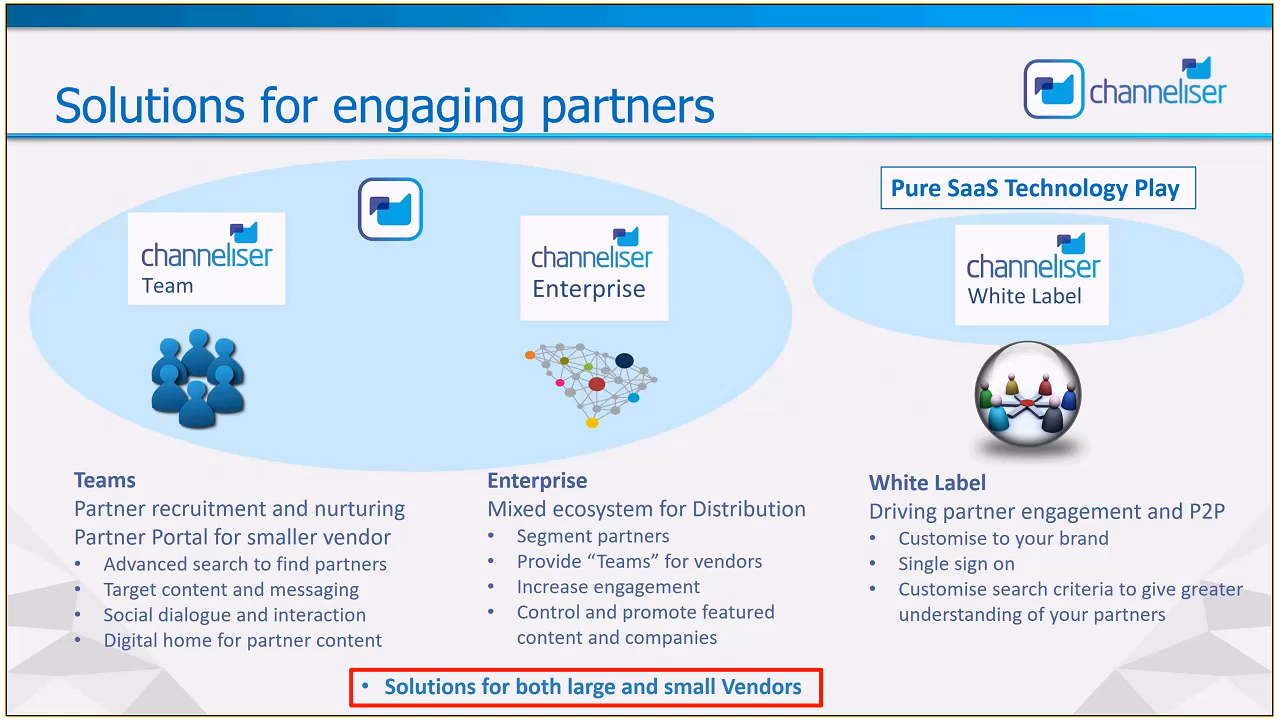 Solutions for engaging partners
channeliser
Pure SaaS Technology Play
channeliser
Team
channeliser
Enterprise
channeliser
White Label
Teams
Partner recruitment and nurturing
Partner Portal for smaller vendor
• Advanced search to find partners
• Target content and messaging
• Social dialogue and interaction
• Digital home for partner content
Enterprise
Mixed ecosystem for Distribution
• Segment partners
• Provide “Teams” for vendors
• Increase engagement
• Control and promote featured
content and companies
White Label
Driving partner engagement and P2P
• Customise to your brand
• Single sign on
• Customise search criteria to give greater
understanding of your partners
• Solutions for both large and small Vendors